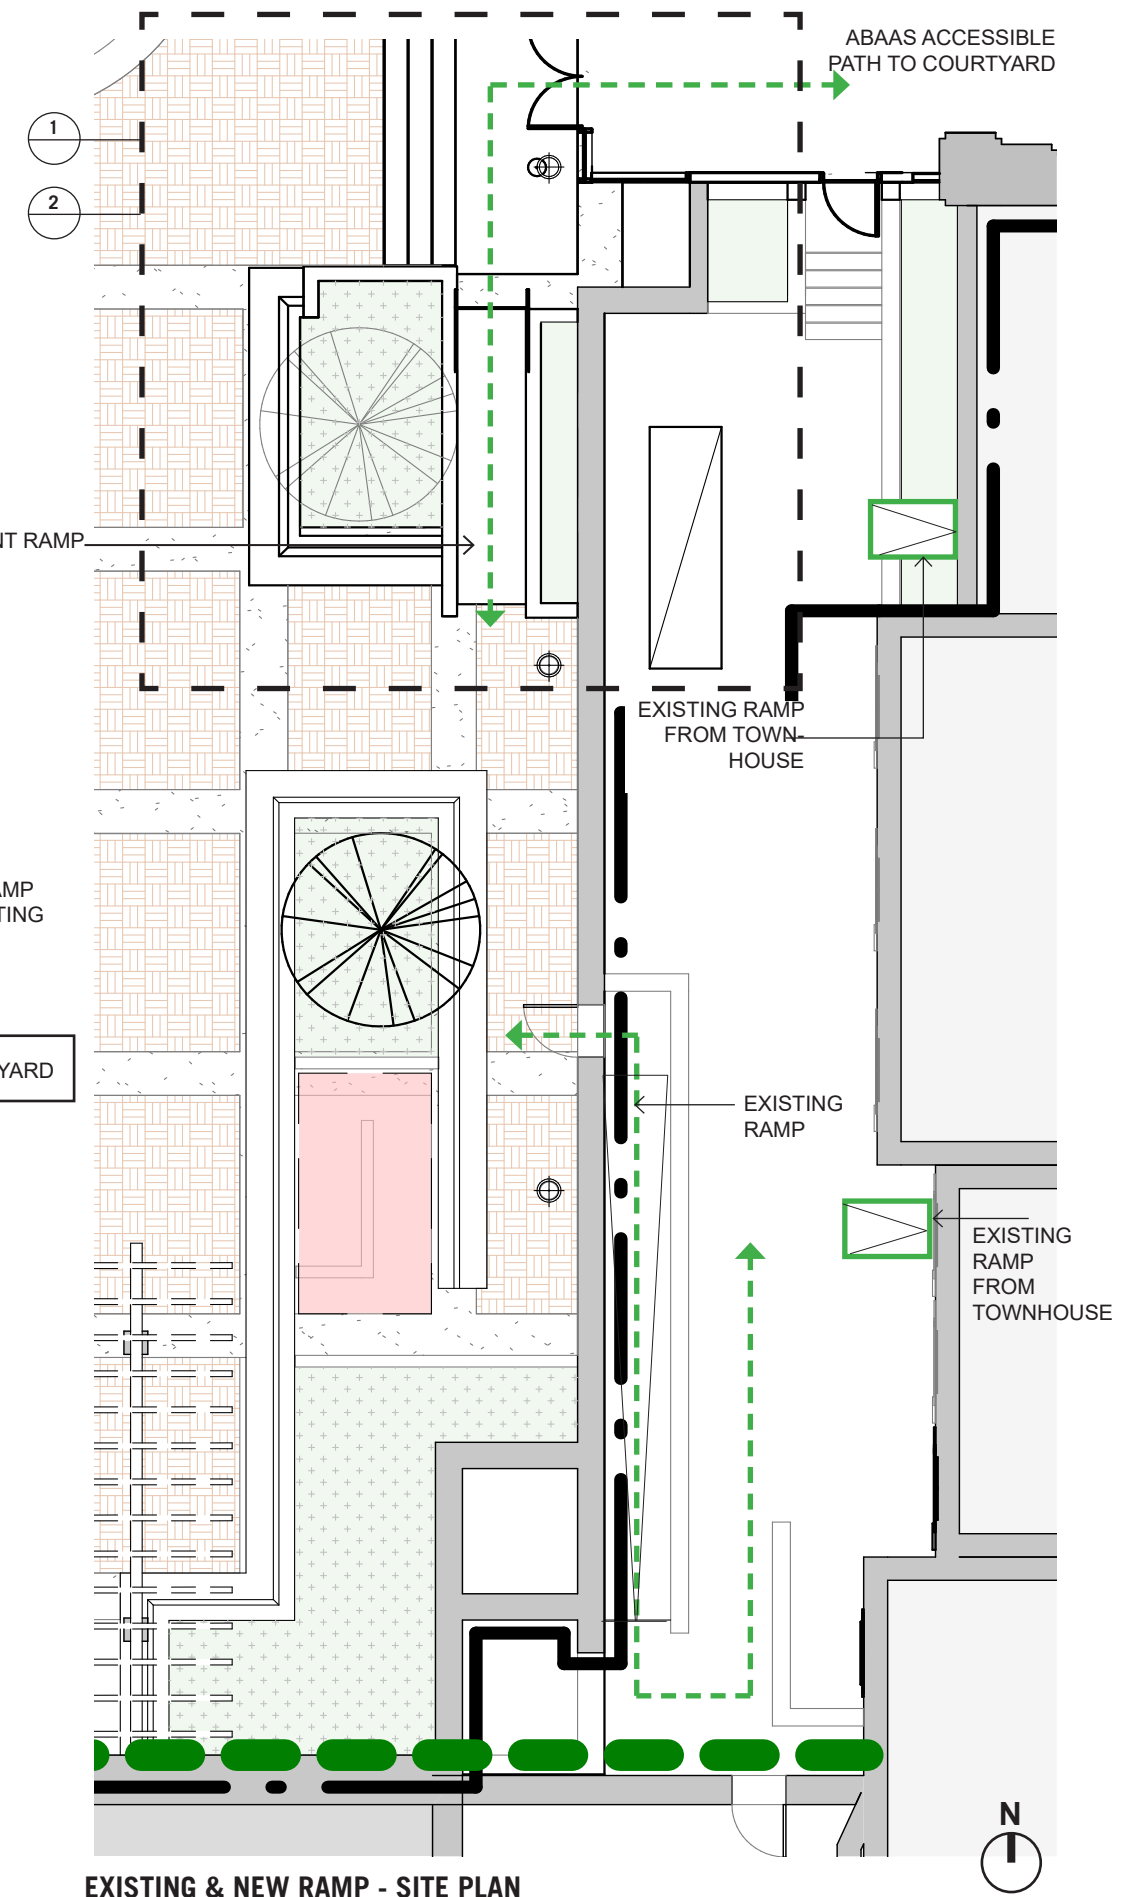 ABAAS ACCESSIBLE
PATH TO COURTYARD
1
2
NT RAMP
EXISTING RAMP
FROM TOWN-
HOUSE
AMP
TING
YARD
EXISTING
RAMP
EXISTING
RAMP
FROM
TOWNHOUSE
N
EXISTING & NEW RAMP - SITE PLAN